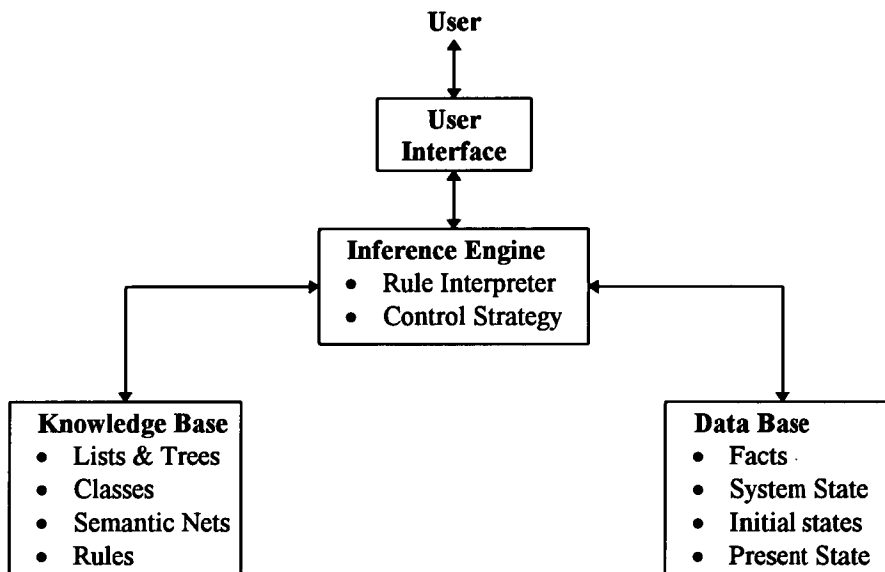 User
User
Interface
Inference Engine
• Rule Interpreter
• Control Strategy
Knowledge Base
• Lists & Trees
• Classes
• Semantic Nets
• Rules
Data Base
• Facts
• System State
• Initial states
• Present State